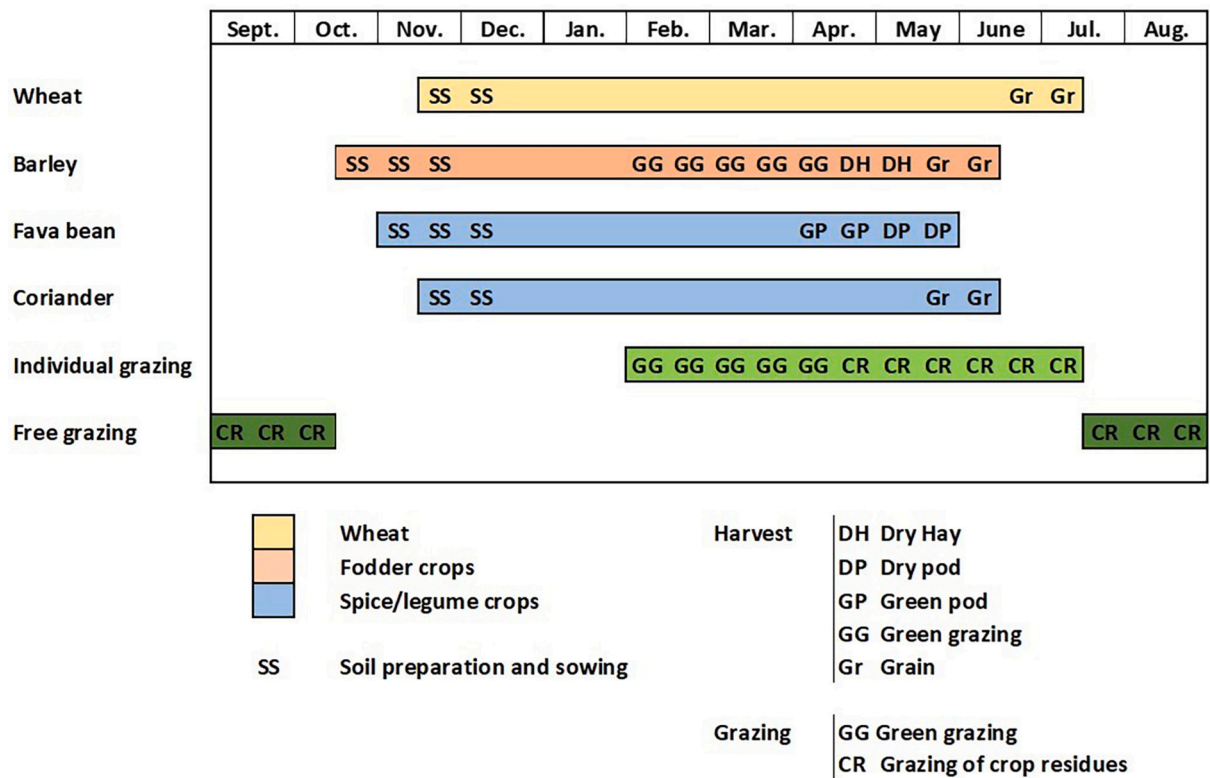 Sept. Oct. Nov. Dec. Jan. Feb. Mar. Apr. May June Jul. Aug.
Wheat SS SS Gr Gr
Barley SS SS SS GG GG GG GG GG DH DH Gr Gr
Fava bean SS SS SS GP GP DP DP
Coriander SS SS Gr Gr
Individual grazing GG GG GG GG GG CR CR CR CR CR CR
Free grazing CR CR CR CR CR CR
Wheat Harvest DH Dry Hay
Fodder crops DP Dry pod
Spice/legume crops GP Green pod
GG Green grazing
SS Soil preparation and sowing Gr Grain
Grazing GG Green grazing
CR Grazing of crop residues